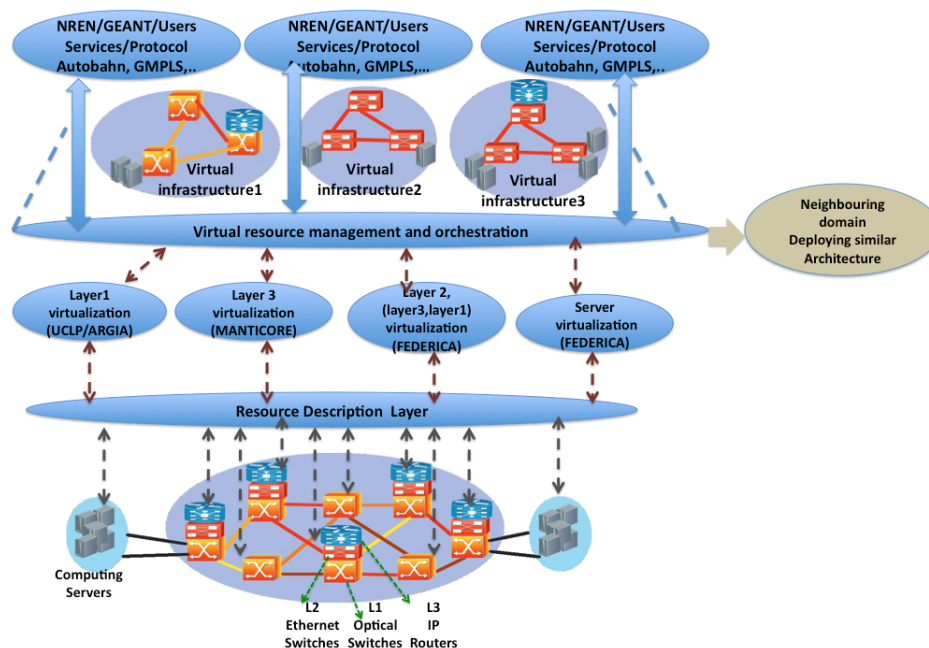 NREN/GEANT/Users
Services/Protocol
Autobahn, GMPLS,..
NREN/GEANT/Users
Services/Protocol
Autobahn, GMPLS,...
NREN/GEANT/Users
Services/Protocol
Autobahn, GMPLS,..
Virtual
infrastructure1
Virtual
infrastructure2
Virtual
infrastructure3
Virtual resource management and orchestration
Neighbouring
domain
Deploying similar
Architecture
Layer1
virtualization
(UCLP/ARGIA)
Layer 3
virtualization
(MANTICORE)
Layer 2,
(layer3,layer1)
virtualization
(FEDERICA)
Server
virtualization
(FEDERICA)
Resource Description Layer
Computing
Servers
L2
Ethernet
Switches
L1
Optical
Switches
L3
IP
Routers